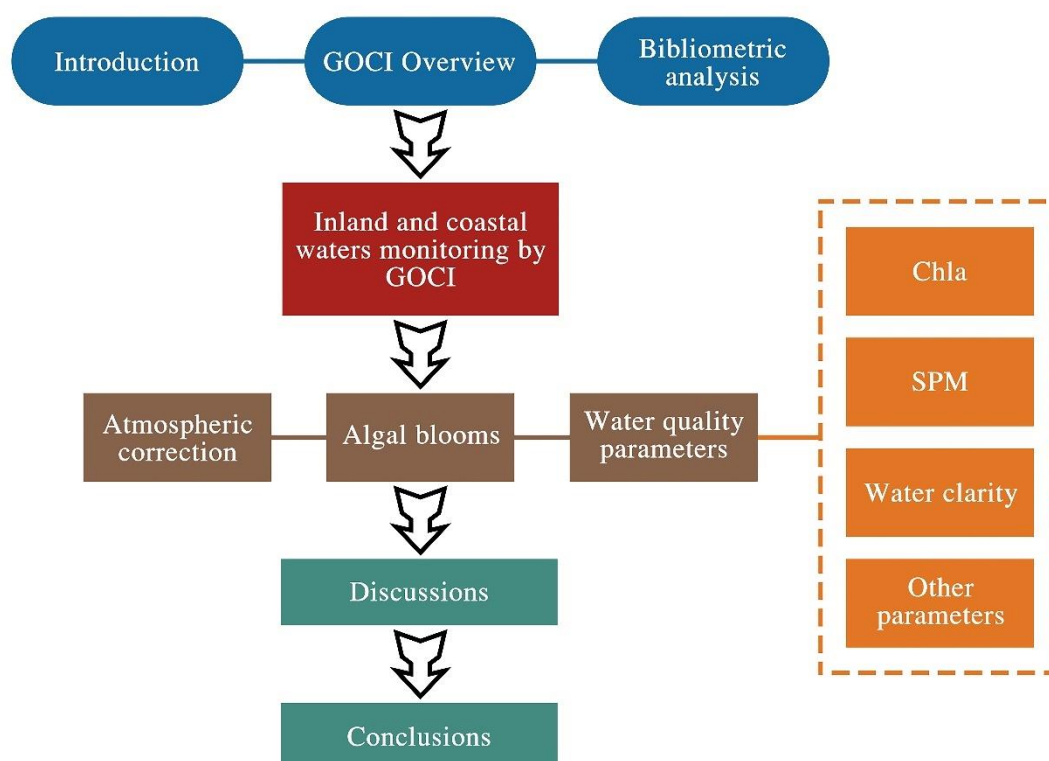 Introduction
GOCI Overview
Bibliometric
analysis
Inland and coastal
waters monitoring by
GOCI
Atmospheric
correction
Algal blooms
Water quality
parameters
Chla
SPM
Water clarity
Other
parameters
Discussions
Conclusions